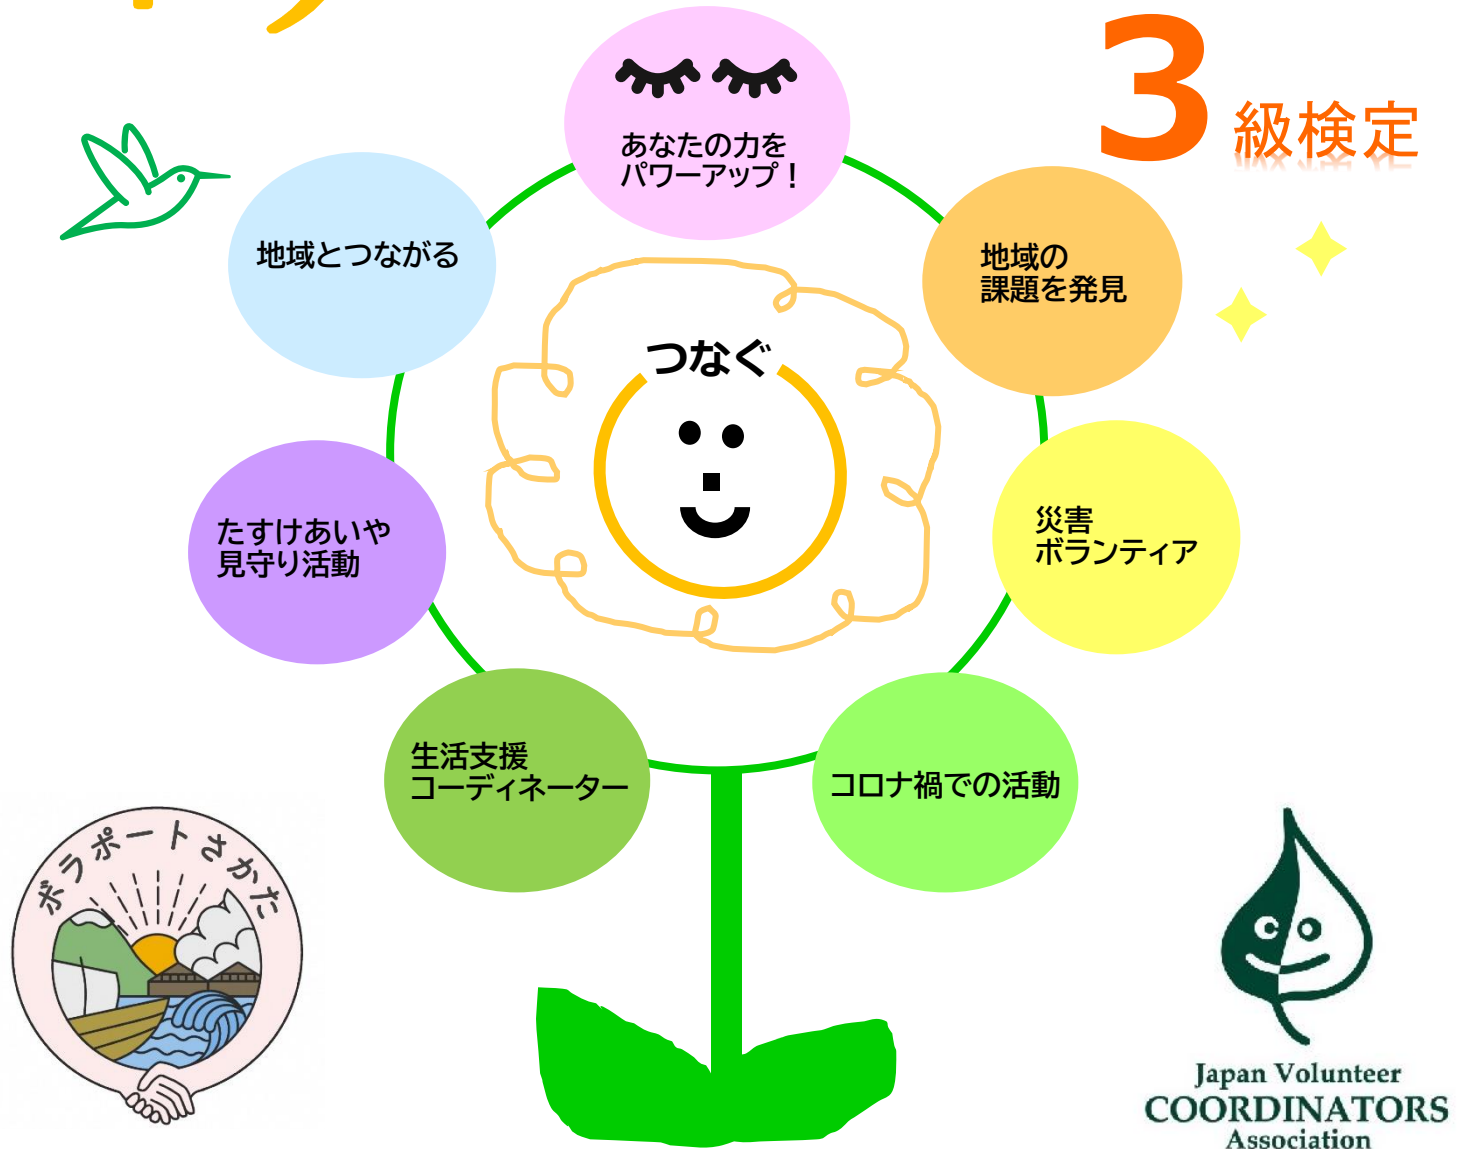 3級検定
あなたの力を
パワーアップ！
地域とつながる
地域の
課題を発見
つなぐ
たすけあいや
見守り活動
災害
ボランティア
生活支援
コーディネーター
コロナ禍での活動
ボラポートさかた
Japan Volunteer
COORDINATORS
Association